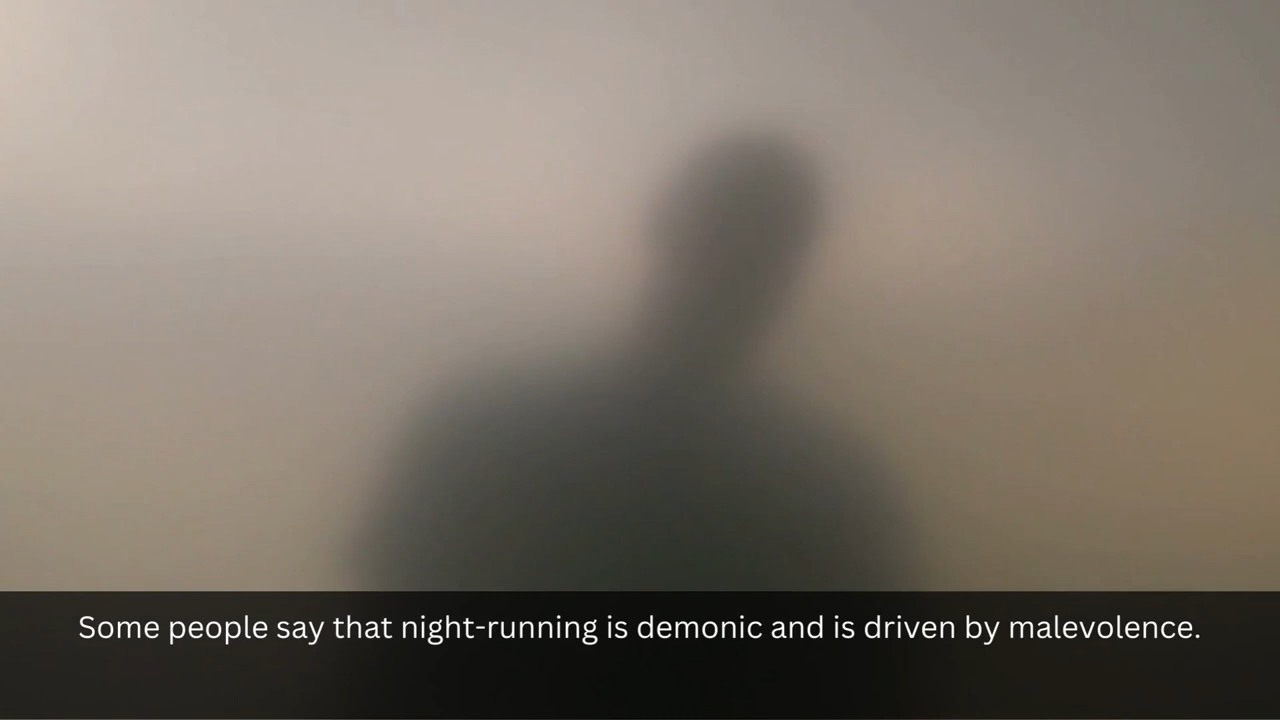 Some people say that night-running is demonic and is driven by malevolence.